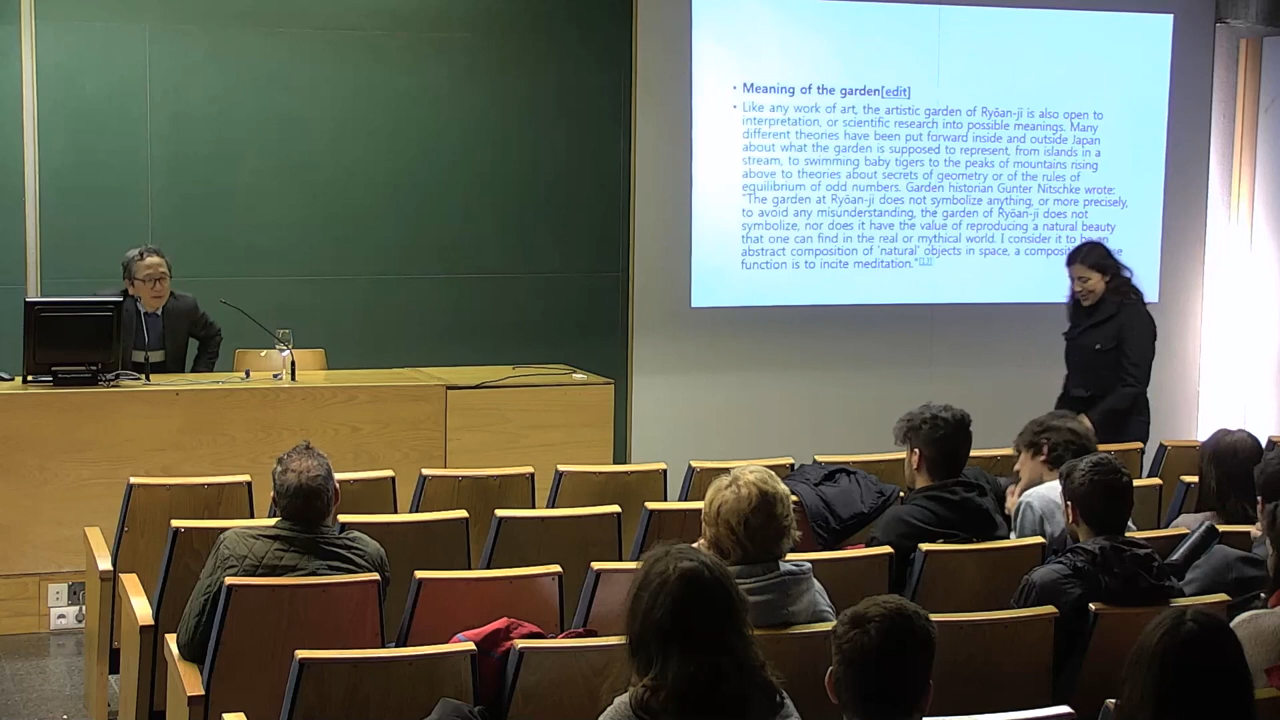 • Meaning of the garden[edit]
• Like any work of art, the artistic garden of Ryōan-ji is also open to
interpretation, or scientific research into possible meanings. Many
different theories have been put forward inside and outside Japan
about what the garden is supposed to represent, from islands in a
stream, to swimming baby tigers to the peaks of mountains rising
above to theories about secrets of geometry or of the rules of
equilibrium of odd numbers. Garden historian Gunter Nitschke wrote:
"The garden at Ryōan-ji does not symbolize anything, or more precisely,
to avoid any misunderstanding, the garden of Ryōan-ji does not
symbolize, nor does it have the value of reproducing a natural beauty
that one can find in the real or mythical world. I consider it to be an
abstract composition of 'natural' objects in space, a
function is to incite meditation."